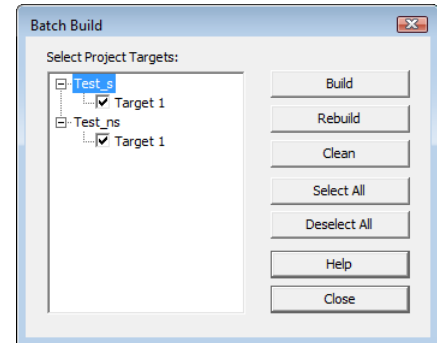 Batch Build
Select Project Targets:
Test_s
Target 1
Test_ns
Target 1
Build
Rebuild
Clean
Select All
Deselect All
Help
Close